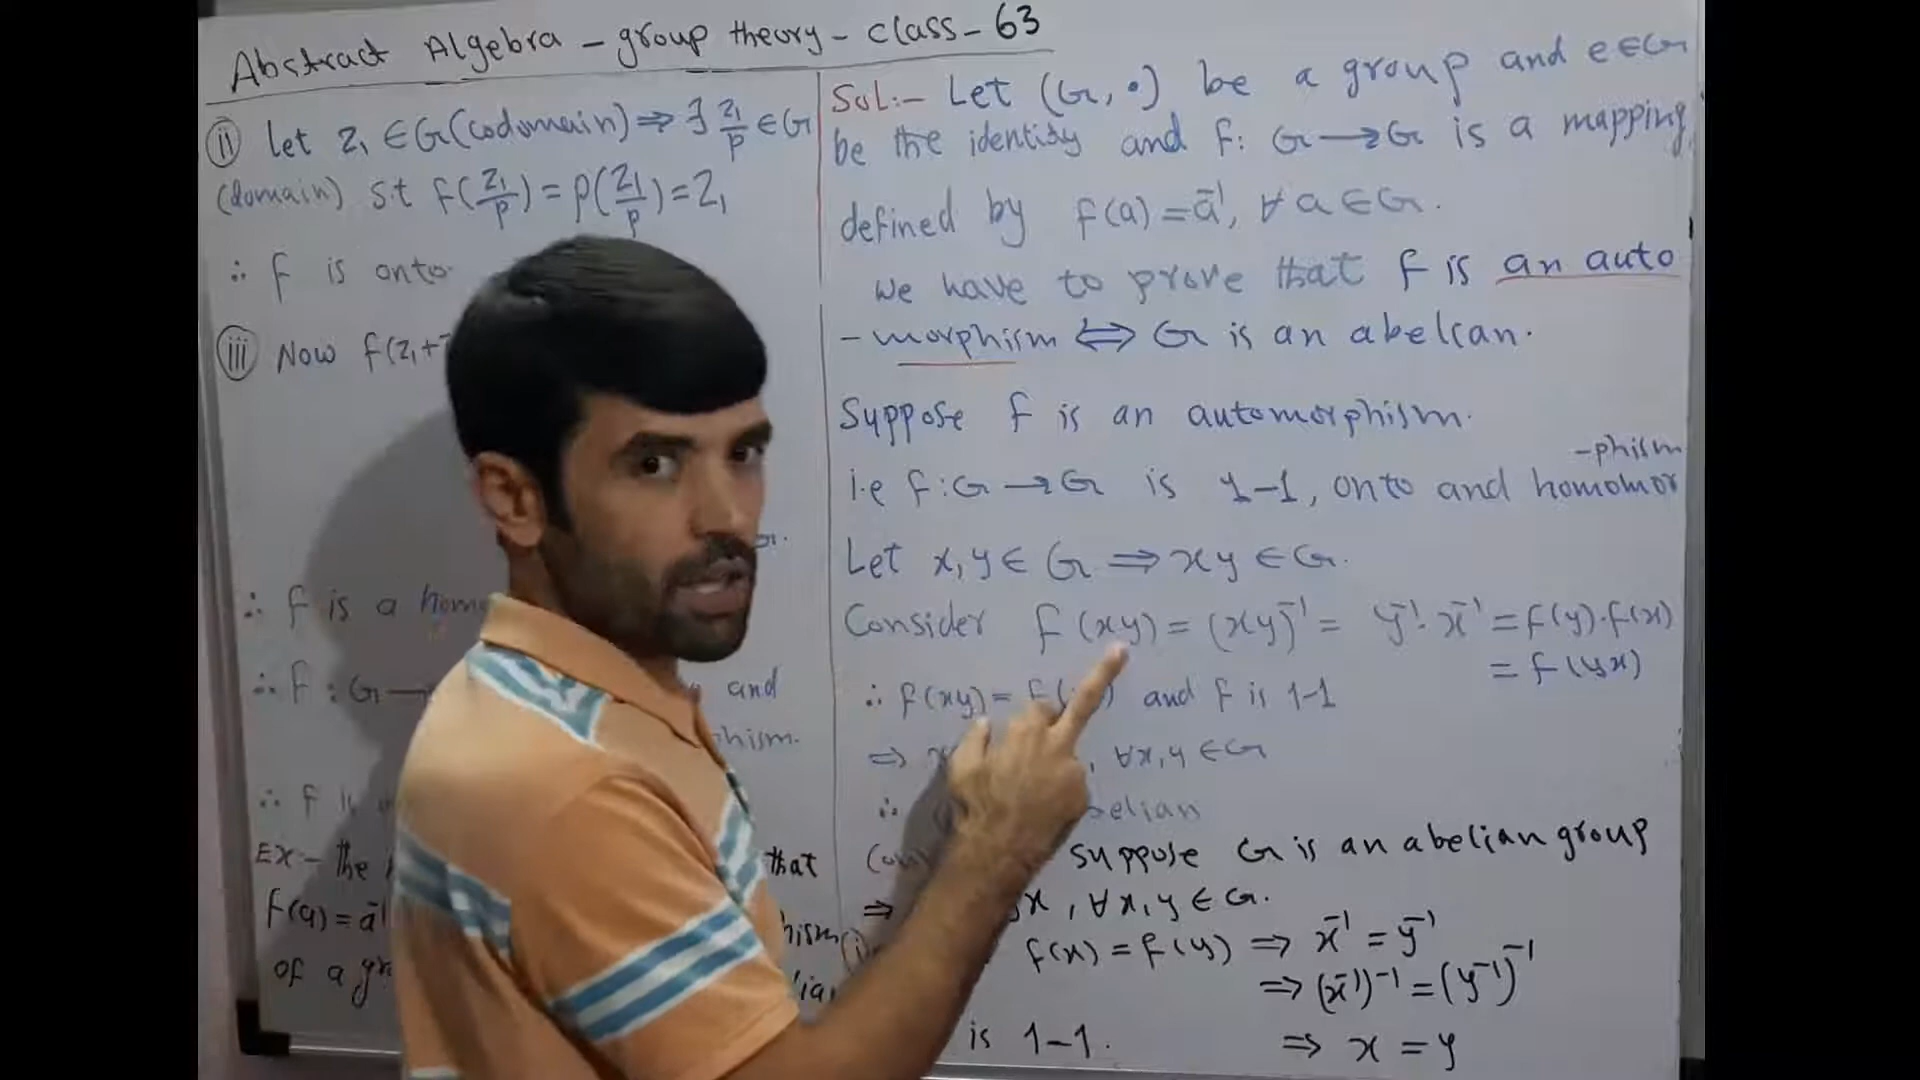 Abstract Algebra - group theory - class - 63
(ii) let z₁ ∈ G (codomain) ⇒ ∃ z₁/p ∈ G
(domain) s.t f(z₁/p) = p(z₁/p) = z₁
∴ f is onto
(iii) Now f(z₁+
∴ f is a
∴ f : G → and
∴ f is
Ex:- the that
f(a) = a⁻¹
of a
Sol:- Let (G, •) be a group and e∈G
be the identity and f: G→G is a mapping
defined by f(a) = a⁻¹, ∀ a ∈ G.
we have to prove that f is an auto
-morphism ⇔ G is an abelian.
Suppose f is an automorphism.
-phism
i.e f:G→G is 1-1, onto and homomor
Let x, y ∈ G ⇒ xy ∈ G.
Consider f(xy) = (xy)⁻¹ = y⁻¹·x⁻¹ = f(y).f(x)
= f(yx)
∴ f(xy) = and f is 1-1
⇒ , ∀x,y ∈ G
∴
suppose G is an abelian group
⇒ yx, ∀x, y ∈ G.
f(x) = f(y) ⇒ x⁻¹ = y⁻¹
⇒ (x⁻¹)⁻¹ = (y⁻¹)⁻¹
is 1-1. ⇒ x = y